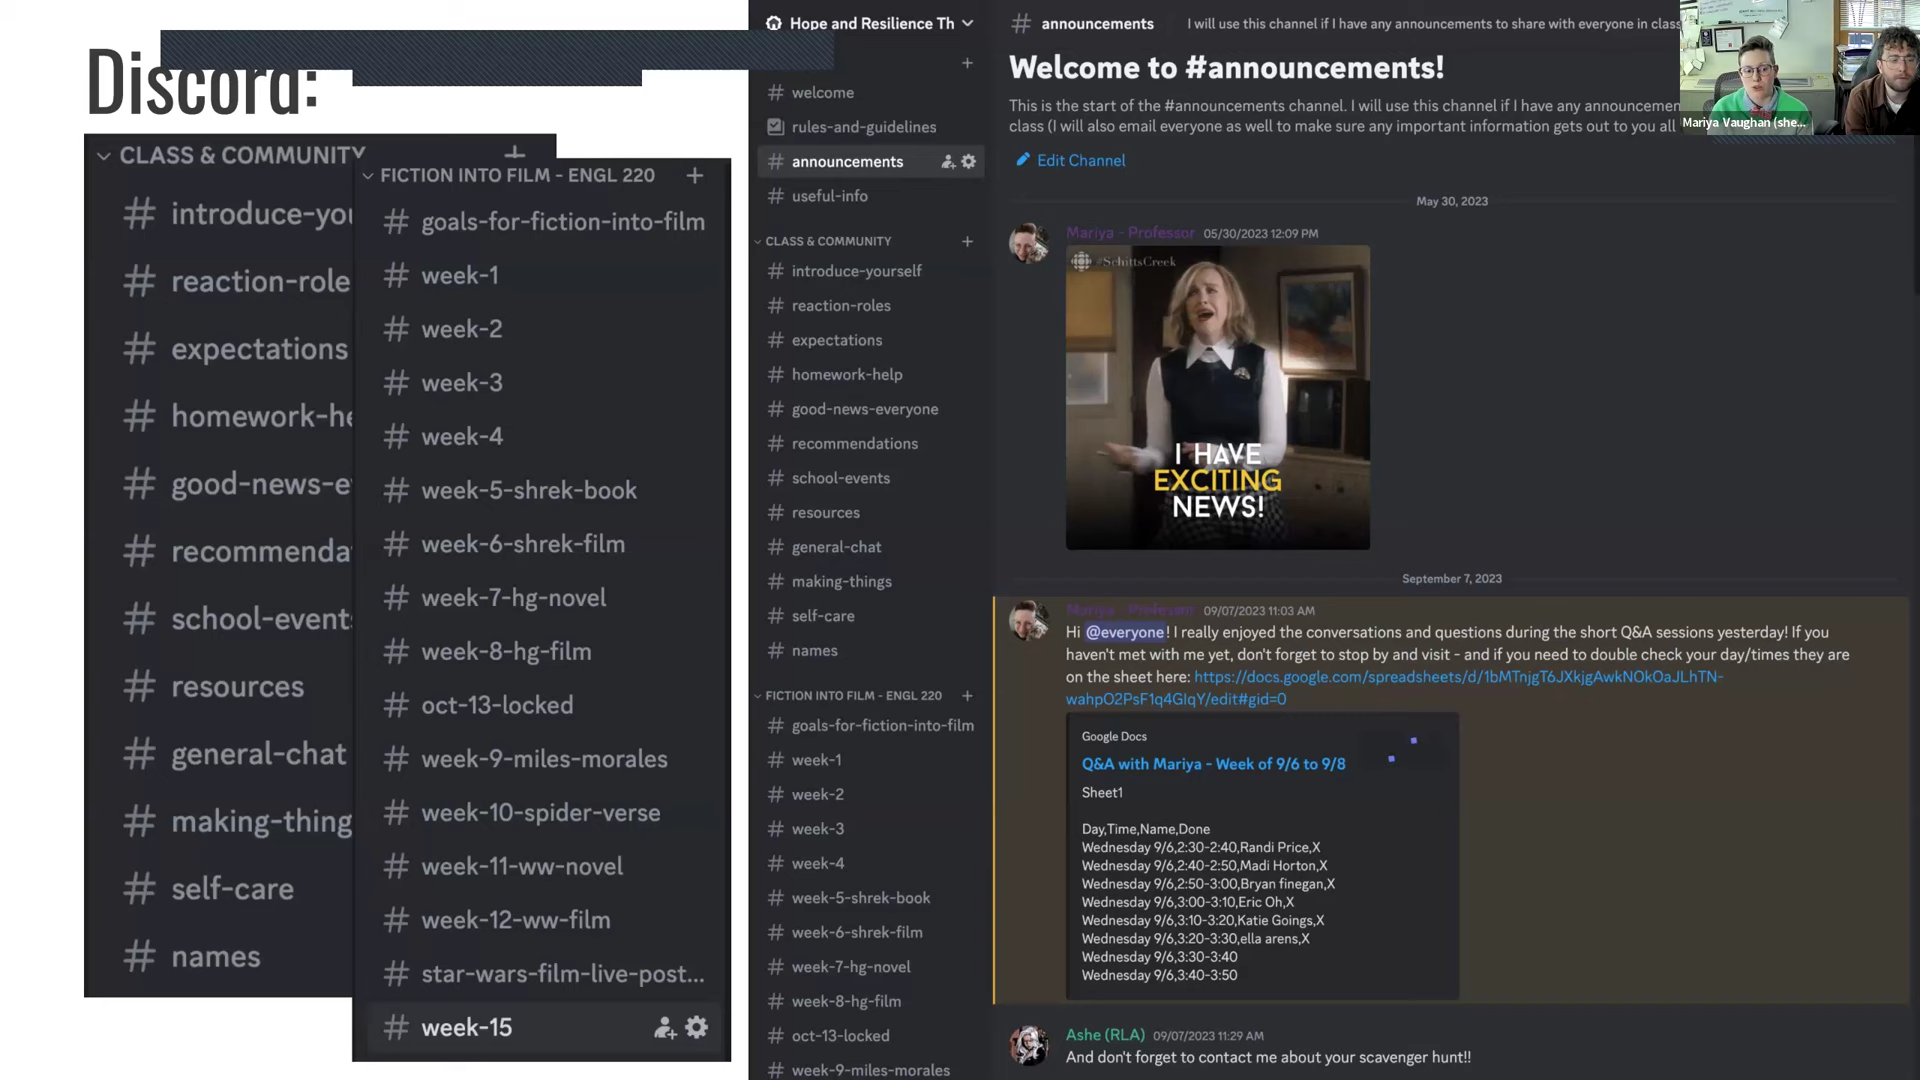 Discord:
CLASS & COMMUNITY
# introduce-you
# reaction-role
# expectations
# homework-he
# good-news-e
# recommenda
# school-events
# resources
# general-chat
# making-thing
# self-care
# names
FICTION INTO FILM - ENGL 220 +
# goals-for-fiction-into-film
# week-1
# week-2
# week-3
# week-4
# week-5-shrek-book
# week-6-shrek-film
# week-7-hg-novel
# week-8-hg-film
# oct-13-locked
# week-9-miles-morales
# week-10-spider-verse
# week-11-ww-novel
# week-12-ww-film
# star-wars-film-live-post...
# week-15
Hope and Resilience Th
# welcome
rules-and-guidelines
# announcements
# useful-info
CLASS & COMMUNITY +
# introduce-yourself
# reaction-roles
# expectations
# homework-help
# good-news-everyone
# recommendations
# school-events
# resources
# general-chat
# making-things
# self-care
# names
FICTION INTO FILM - ENGL 220 +
# goals-for-fiction-into-film
# week-1
# week-2
# week-3
# week-4
# week-5-shrek-book
# week-6-shrek-film
# week-7-hg-novel
# week-8-hg-film
# oct-13-locked
# week-9-miles-morales
# announcements I will use this channel if I have any announcements to share with everyone in class
Welcome to #announcements!
This is the start of the #announcements channel. I will use this channel if I have any announcemen
class (I will also email everyone as well to make sure any important information gets out to you all
Edit Channel
May 30, 2023
Mariya - Professor 05/30/2023 12:09 PM
#SchittsCreek
I HAVE
EXCITING
NEWS!
September 7, 2023
Mariya - Professor 09/07/2023 11:03 AM
Hi @everyone! I really enjoyed the conversations and questions during the short Q&A sessions yesterday! If you
haven't met with me yet, don't forget to stop by and visit - and if you need to double check your day/times they are
on the sheet here: https://docs.google.com/spreadsheets/d/1bMTnjgT6JXkjgAwkNOkOaJLhTN-
wahpO2PsF1q4GlqY/edit#gid=0
Google Docs
Q&A with Mariya - Week of 9/6 to 9/8
Sheet1
Day,Time,Name,Done
Wednesday 9/6,2:30-2:40,Randi Price,X
Wednesday 9/6,2:40-2:50,Madi Horton,X
Wednesday 9/6,2:50-3:00,Bryan finegan,X
Wednesday 9/6,3:00-3:10,Eric Oh,X
Wednesday 9/6,3:10-3:20,Katie Goings,X
Wednesday 9/6,3:20-3:30,ella arens,X
Wednesday 9/6,3:30-3:40
Wednesday 9/6,3:40-3:50
Ashe (RLA) 09/07/2023 11:29 AM
And don't forget to contact me about your scavenger hunt!!
Mariya Vaughan (she...